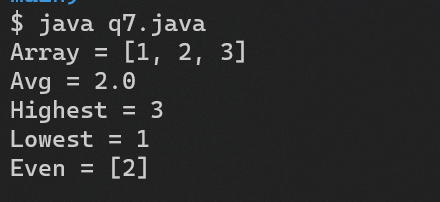 $ java q7.java
Array = [1, 2, 3]
Avg = 2.0
Highest = 3
Lowest = 1
Even = [2]